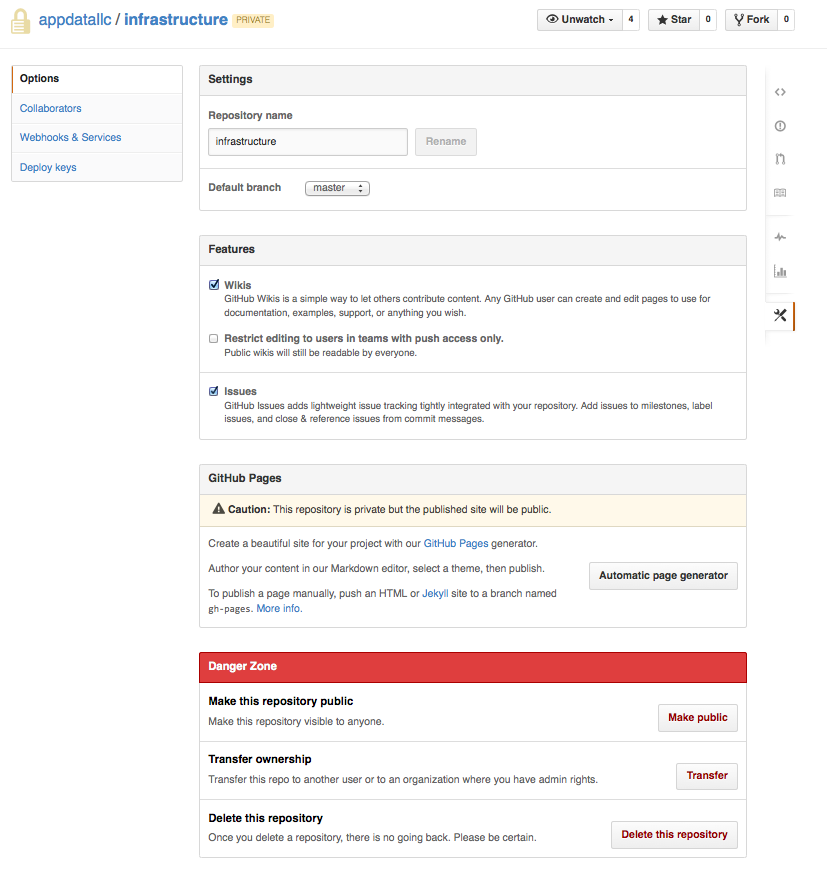 appdatallc / infrastructure PRIVATE
Unwatch 4 Star 0 Fork 0
Options
Collaborators
Webhooks & Services
Deploy keys
Settings
Repository name
infrastructure Rename
Default branch master
Features
Wikis
GitHub Wikis is a simple way to let others contribute content. Any GitHub user can create and edit pages to use for
documentation, examples, support, or anything you wish.
Restrict editing to users in teams with push access only.
Public wikis will still be readable by everyone.
Issues
GitHub Issues adds lightweight issue tracking tightly integrated with your repository. Add issues to milestones, label
issues, and close & reference issues from commit messages.
GitHub Pages
Caution: This repository is private but the published site will be public.
Create a beautiful site for your project with our GitHub Pages generator.
Author your content in our Markdown editor, select a theme, then publish.
Automatic page generator
To publish a page manually, push an HTML or Jekyll site to a branch named
gh-pages. More info.
Danger Zone
Make this repository public
Make this repository visible to anyone.
Make public
Transfer ownership
Transfer this repo to another user or to an organization where you have admin rights.
Transfer
Delete this repository
Once you delete a repository, there is no going back. Please be certain.
Delete this repository